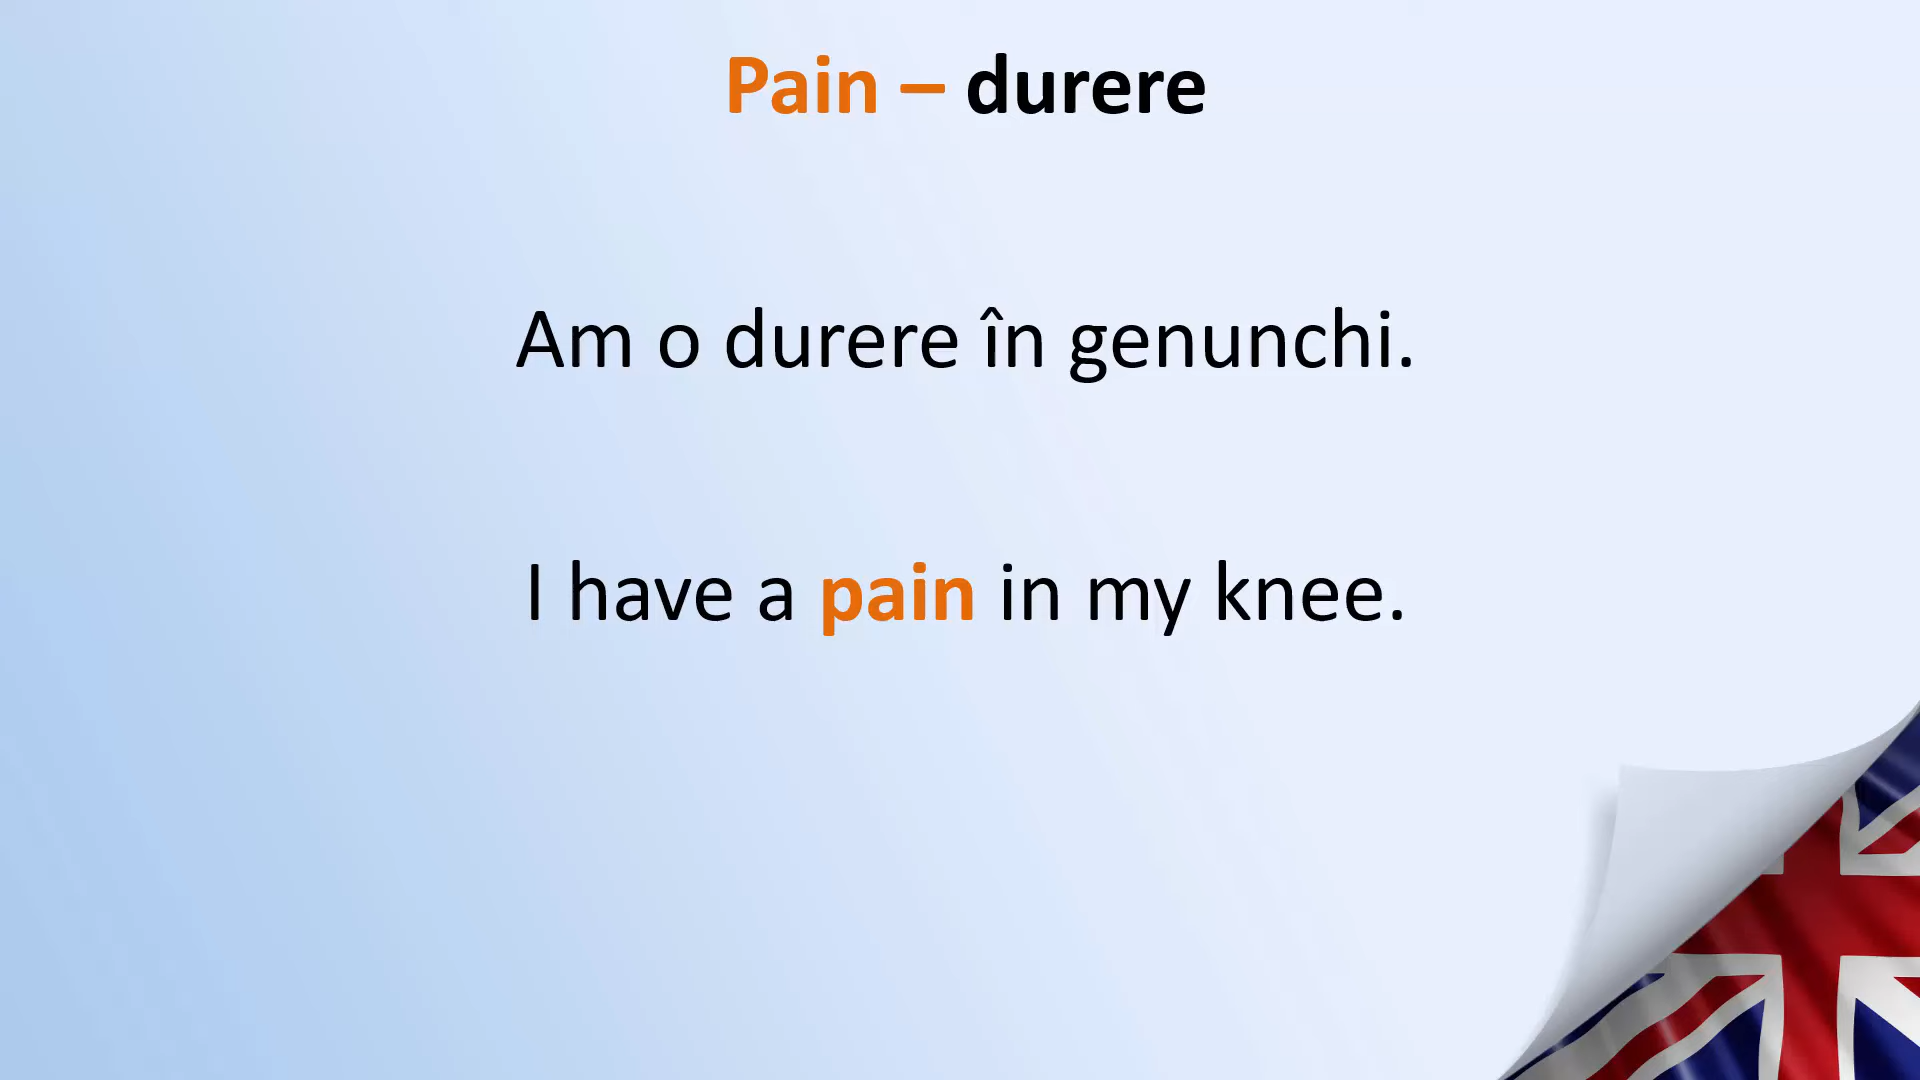 Pain – durere
Am o durere în genunchi.
I have a pain in my knee.